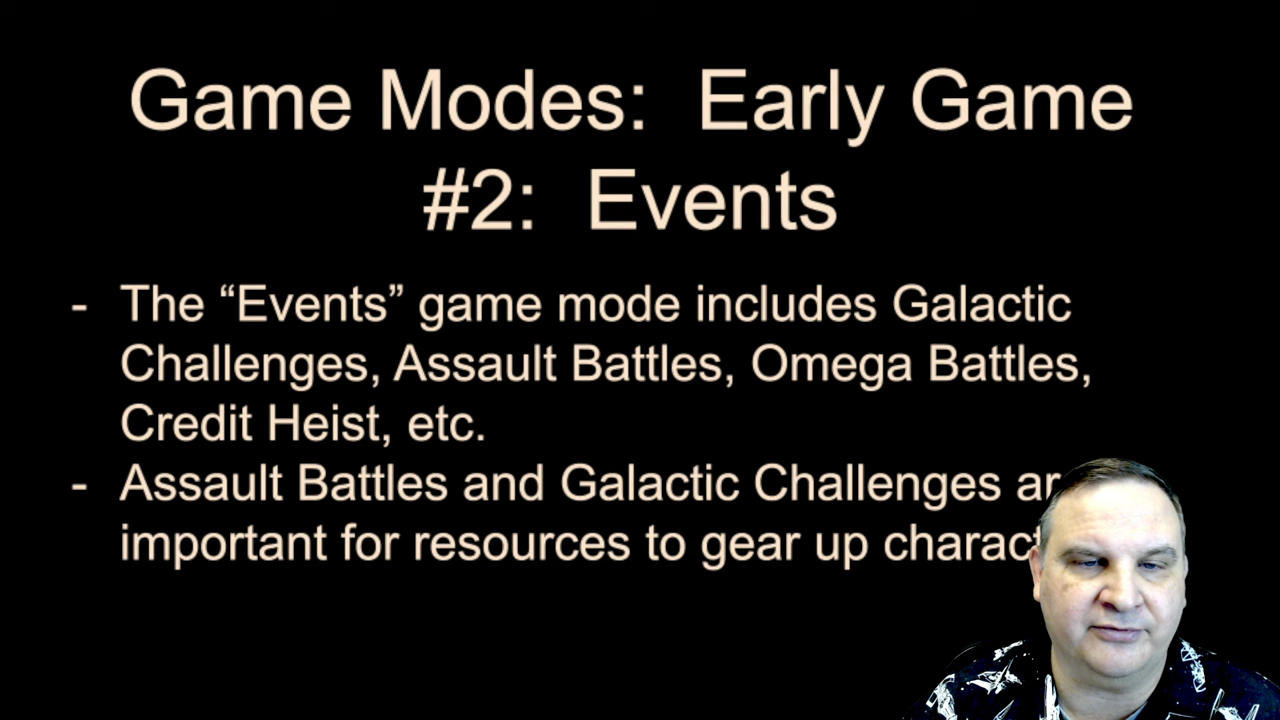 Game Modes: Early Game
#2: Events
- The “Events” game mode includes Galactic
Challenges, Assault Battles, Omega Battles,
Credit Heist, etc.
- Assault Battles and Galactic Challenges
important for resources to gear up